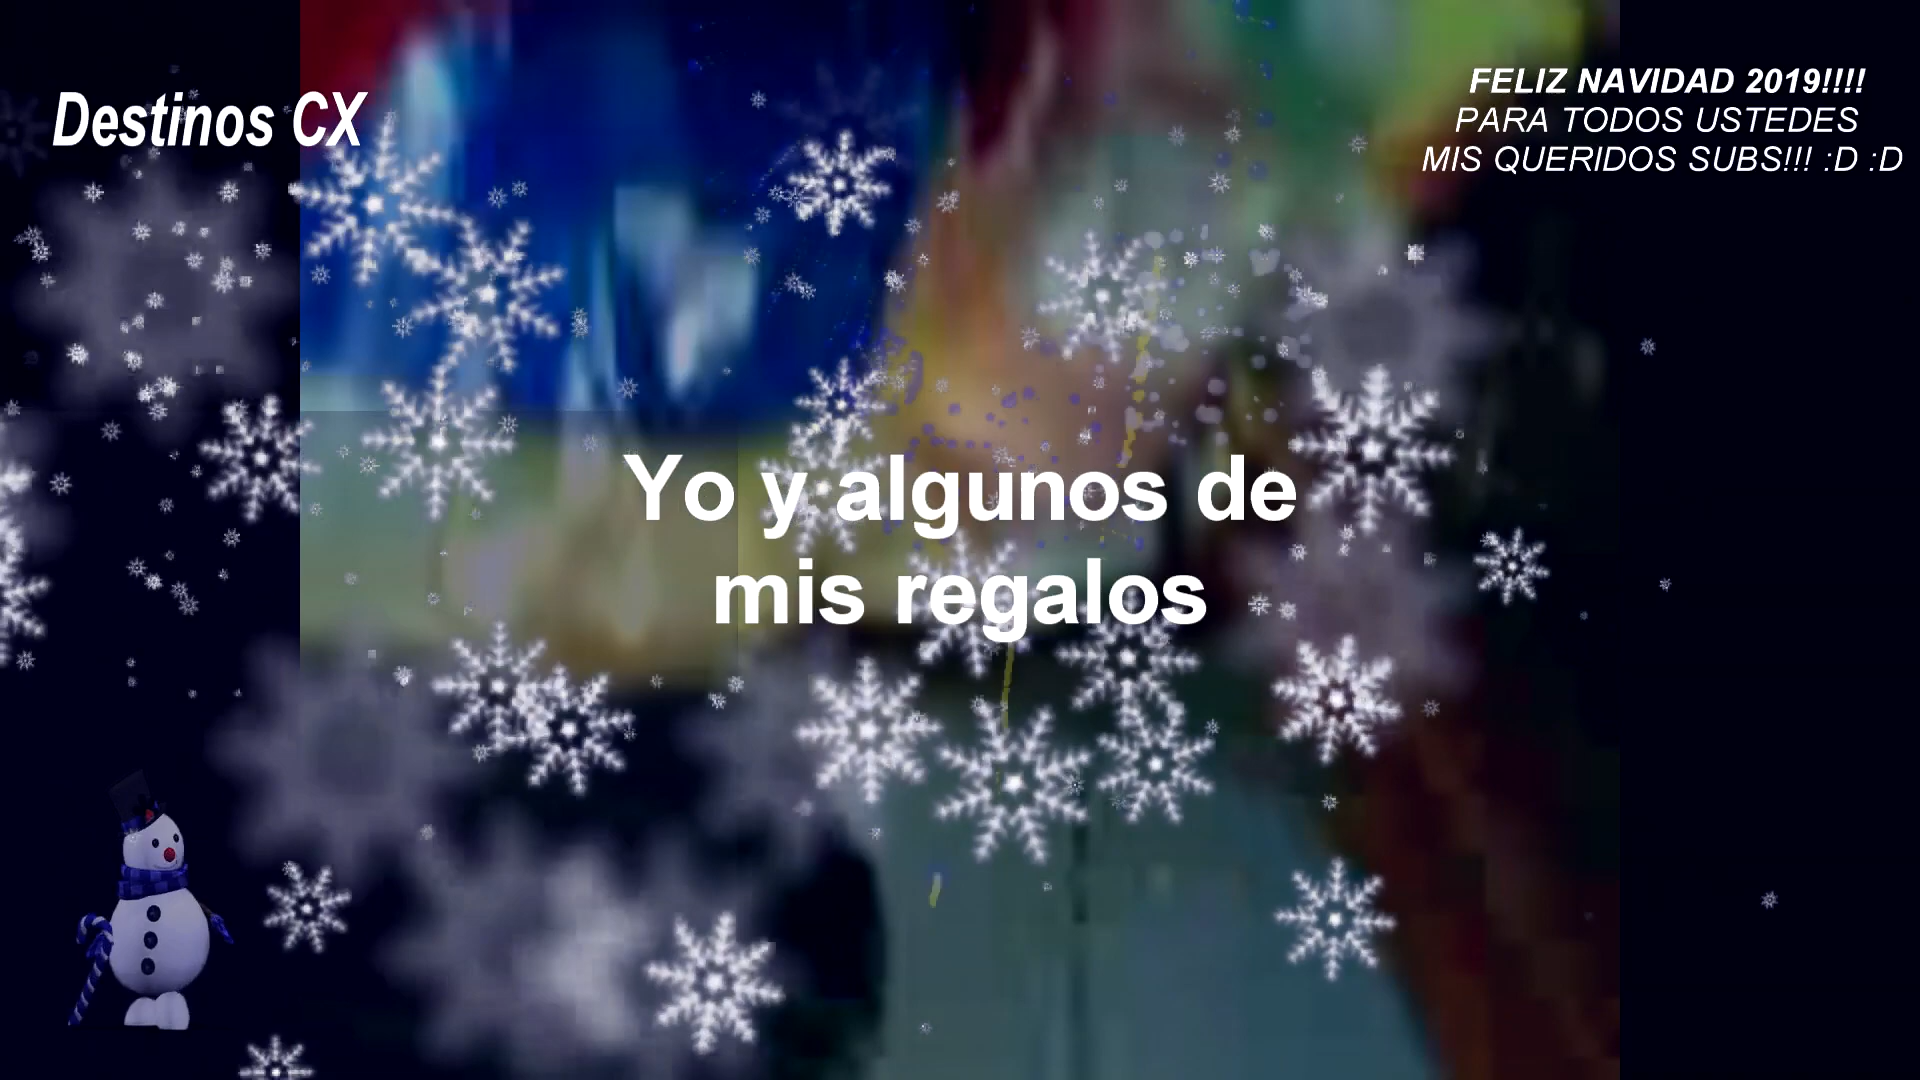 Destinos CX
FELIZ NAVIDAD 2019!!!!
PARA TODOS USTEDES
MIS QUERIDOS SUBS!!! :D :D
Yo y algunos de
mis regalos